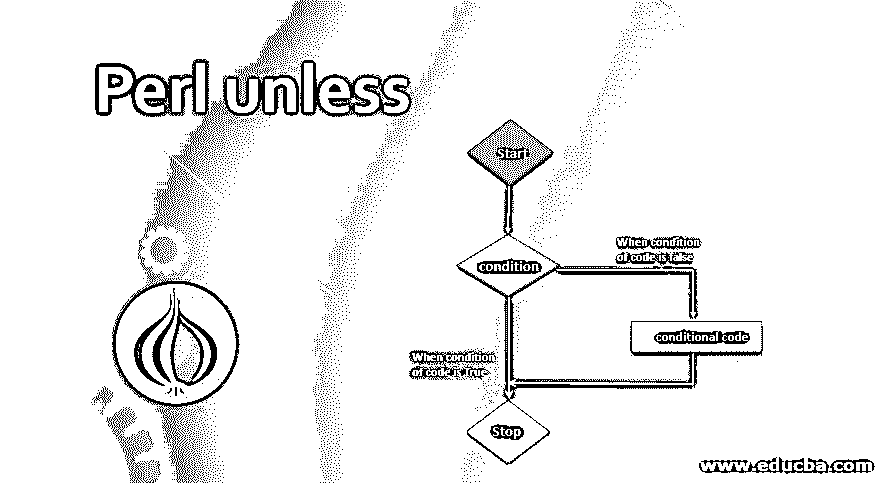 Perl unless
Start
condition
When condition
of code is false
conditional code
When condition
of code is true
Stop
www.educba.com